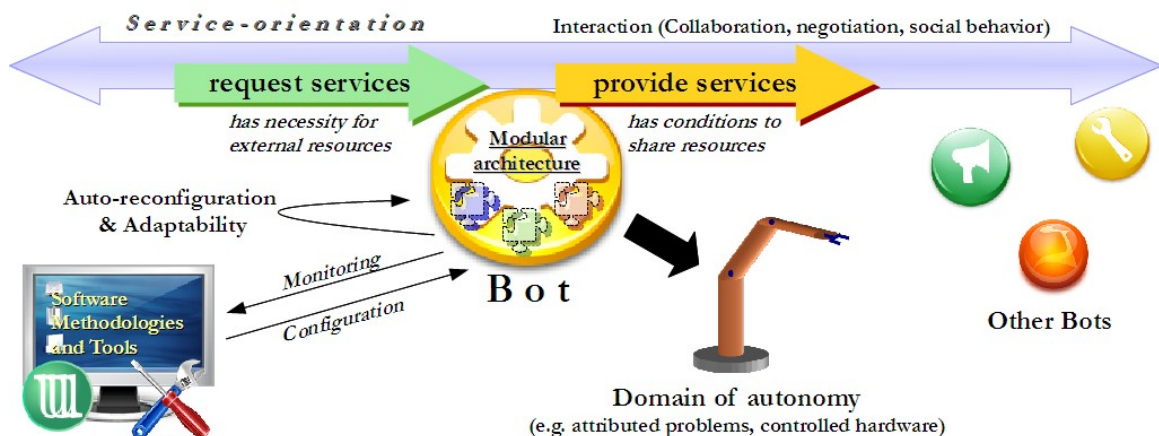 Service-orientation
Interaction (Collaboration, negotiation, social behavior)
request services
provide services
has necessity for
external resources
has conditions to
share resources
Modular
architecture
Auto-reconfiguration
& Adaptability
Monitoring
Configuration
Bot
Software
Methodologies
and Tools
Other Bots
Domain of autonomy
(e.g. attributed problems, controlled hardware)